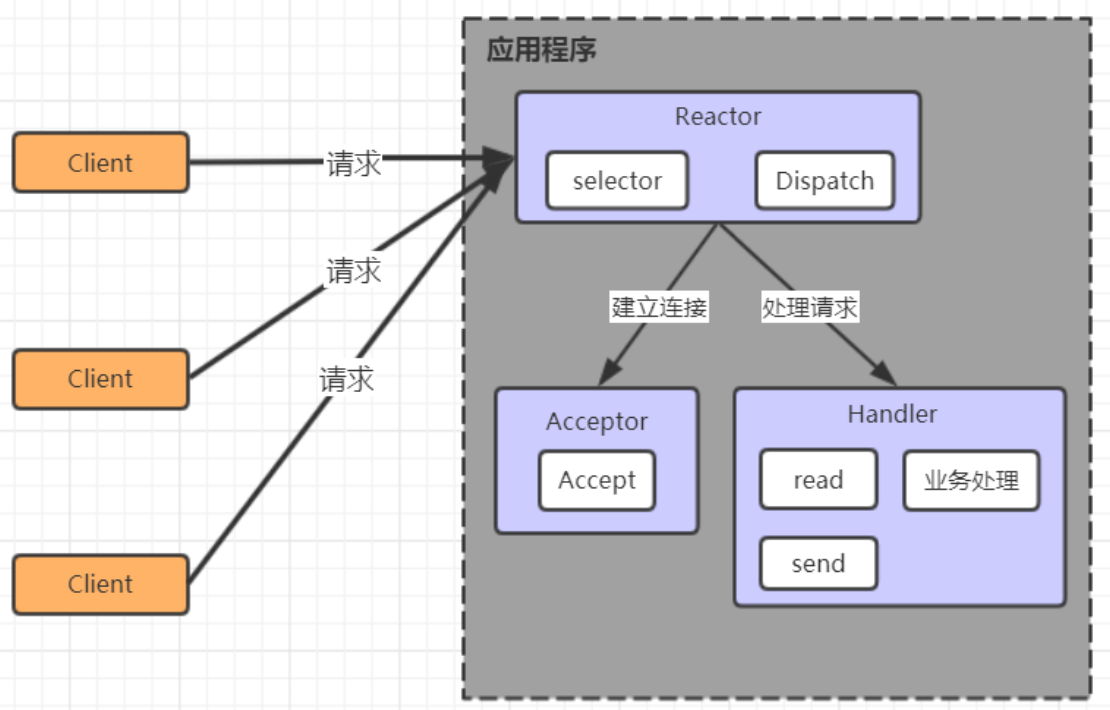 应用程序
Reactor
selector
Dispatch
Client
请求
Client
请求
Client
请求
建立连接
处理请求
Acceptor
Accept
Handler
read
业务处理
send